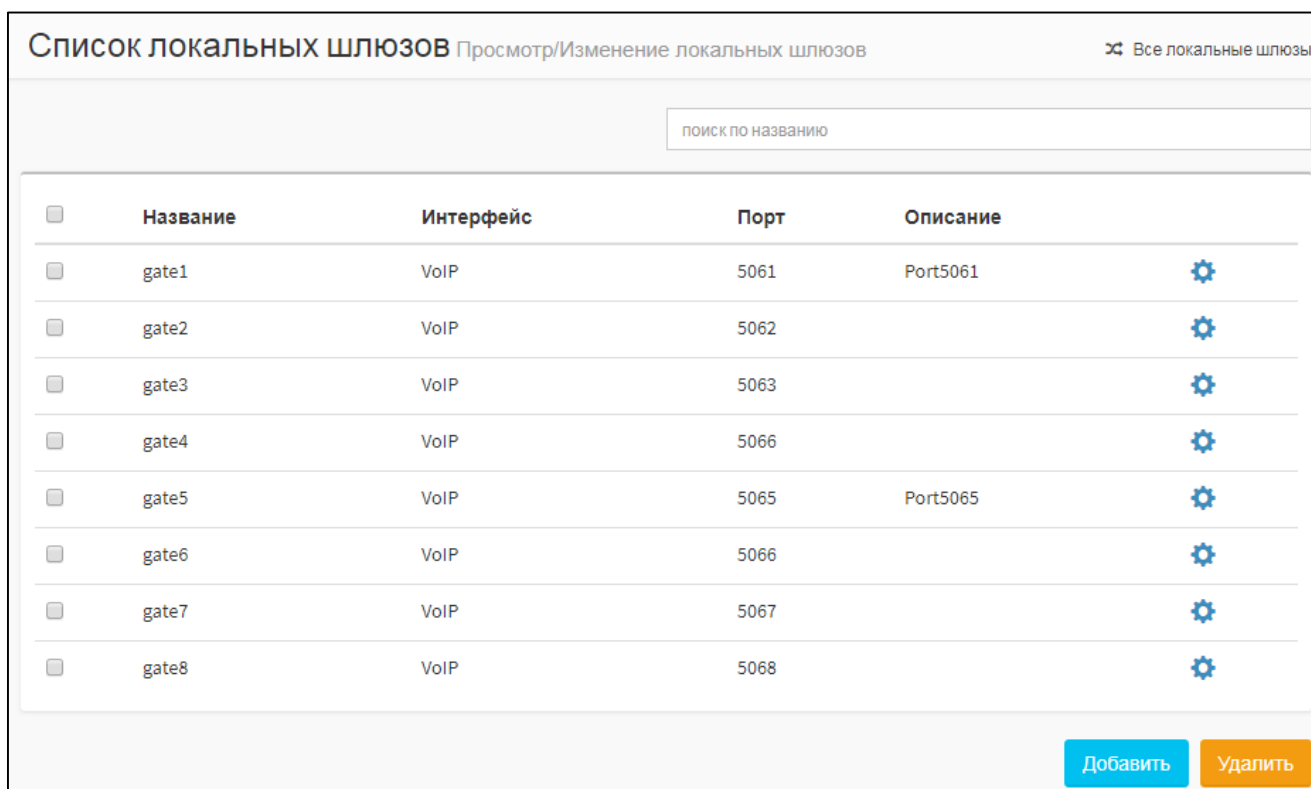 Список локальных шлюзов Просмотр/Изменение локальных шлюзов Все локальные шлюзы
поиск по названию
Название Интерфейс Порт Описание
gate1 VoIP 5061 Port5061
gate2 VoIP 5062
gate3 VoIP 5063
gate4 VoIP 5066
gate5 VoIP 5065 Port5065
gate6 VoIP 5066
gate7 VoIP 5067
gate8 VoIP 5068
Добавить Удалить